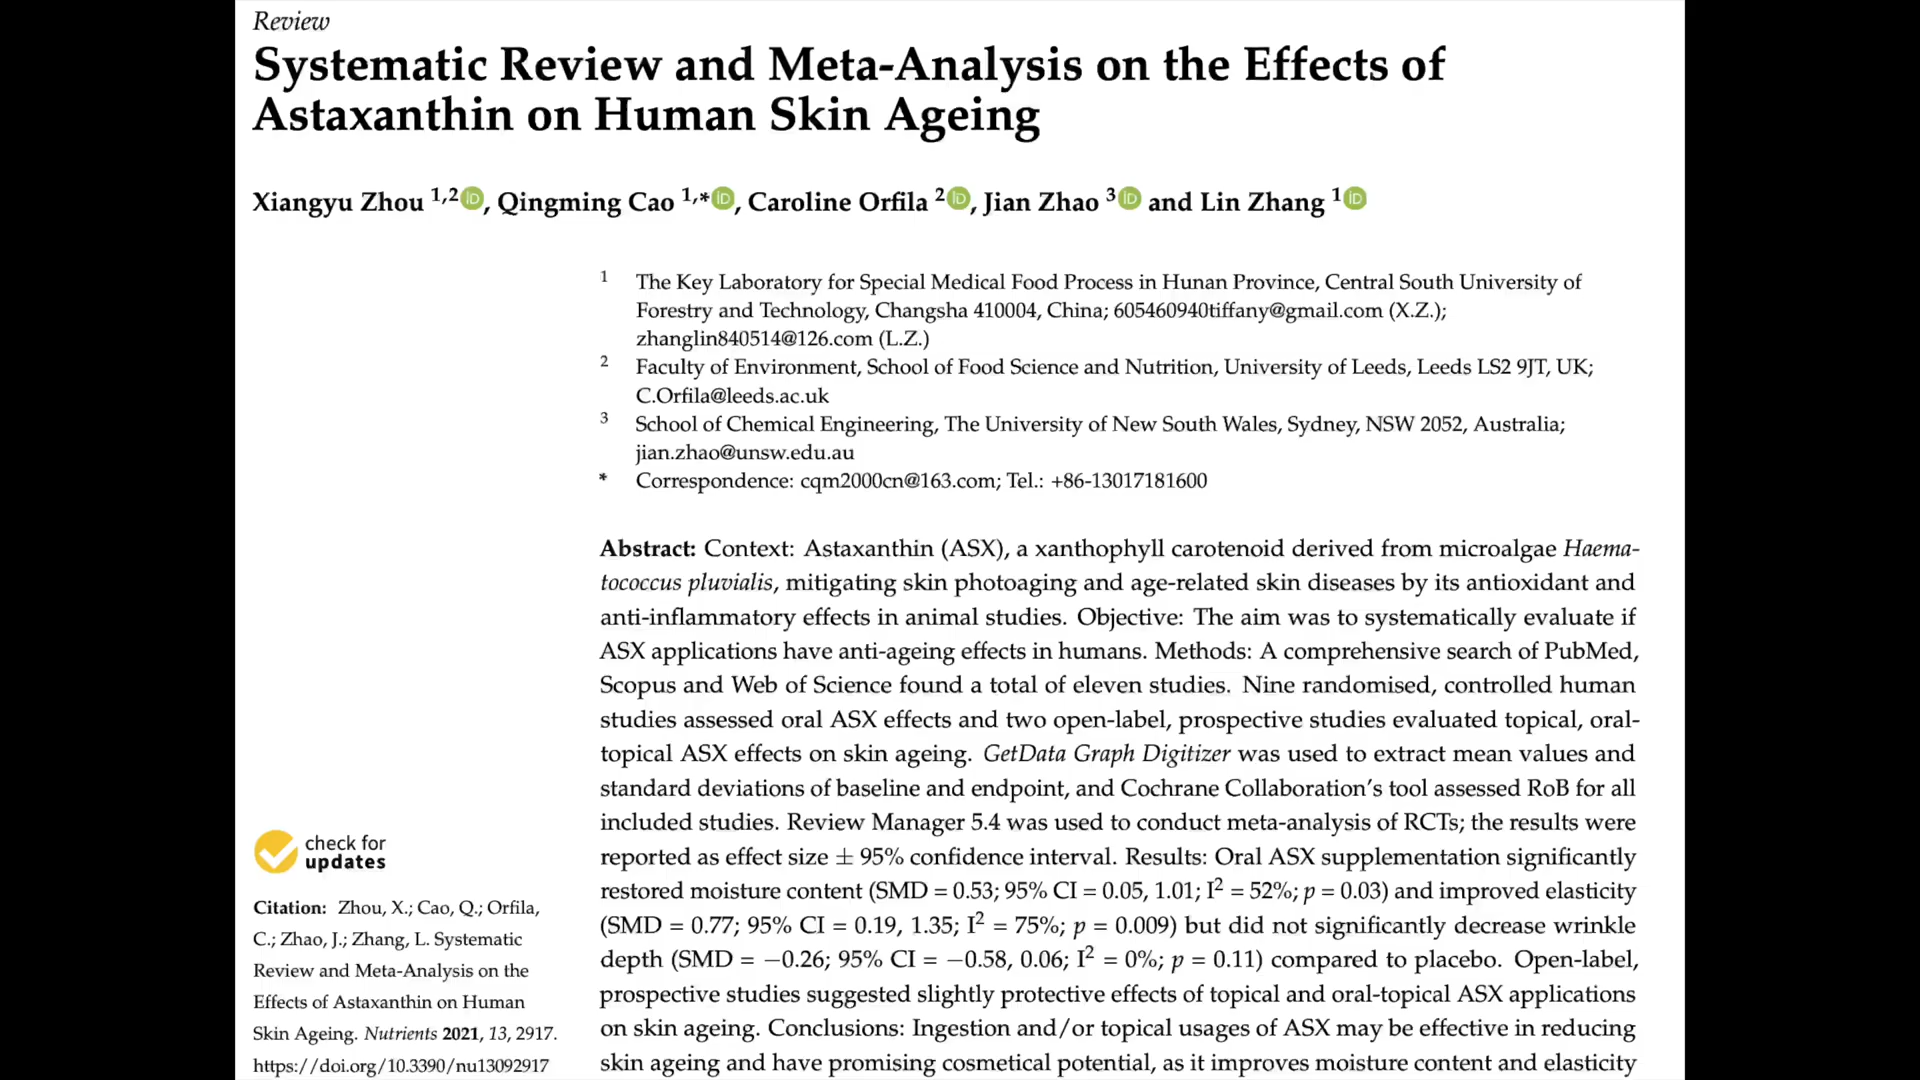 Review
Systematic Review and Meta-Analysis on the Effects of
Astaxanthin on Human Skin Ageing
Xiangyu Zhou 1,2 iD, Qingming Cao 1,* iD, Caroline Orfila 2 iD, Jian Zhao 3 iD and Lin Zhang 1 iD
1 The Key Laboratory for Special Medical Food Process in Hunan Province, Central South University of
Forestry and Technology, Changsha 410004, China; 605460940tiffany@gmail.com (X.Z.);
zhanglin840514@126.com (L.Z.)
2 Faculty of Environment, School of Food Science and Nutrition, University of Leeds, Leeds LS2 9JT, UK;
C.Orfila@leeds.ac.uk
3 School of Chemical Engineering, The University of New South Wales, Sydney, NSW 2052, Australia;
jian.zhao@unsw.edu.au
* Correspondence: cqm2000cn@163.com; Tel.: +86-13017181600
Abstract: Context: Astaxanthin (ASX), a xanthophyll carotenoid derived from microalgae Haema-
tococcus pluvialis, mitigating skin photoaging and age-related skin diseases by its antioxidant and
anti-inflammatory effects in animal studies. Objective: The aim was to systematically evaluate if
ASX applications have anti-ageing effects in humans. Methods: A comprehensive search of PubMed,
Scopus and Web of Science found a total of eleven studies. Nine randomised, controlled human
studies assessed oral ASX effects and two open-label, prospective studies evaluated topical, oral-
topical ASX effects on skin ageing. GetData Graph Digitizer was used to extract mean values and
standard deviations of baseline and endpoint, and Cochrane Collaboration's tool assessed RoB for all
included studies. Review Manager 5.4 was used to conduct meta-analysis of RCTs; the results were
reported as effect size ± 95% confidence interval. Results: Oral ASX supplementation significantly
restored moisture content (SMD = 0.53; 95% CI = 0.05, 1.01; I² = 52%; p = 0.03) and improved elasticity
(SMD = 0.77; 95% CI = 0.19, 1.35; I² = 75%; p = 0.009) but did not significantly decrease wrinkle
depth (SMD = −0.26; 95% CI = −0.58, 0.06; I² = 0%; p = 0.11) compared to placebo. Open-label,
prospective studies suggested slightly protective effects of topical and oral-topical ASX applications
on skin ageing. Conclusions: Ingestion and/or topical usages of ASX may be effective in reducing
skin ageing and have promising cosmetical potential, as it improves moisture content and elasticity
check for
updates
Citation: Zhou, X.; Cao, Q.; Orfila,
C.; Zhao, J.; Zhang, L. Systematic
Review and Meta-Analysis on the
Effects of Astaxanthin on Human
Skin Ageing. Nutrients 2021, 13, 2917.
https://doi.org/10.3390/nu13092917